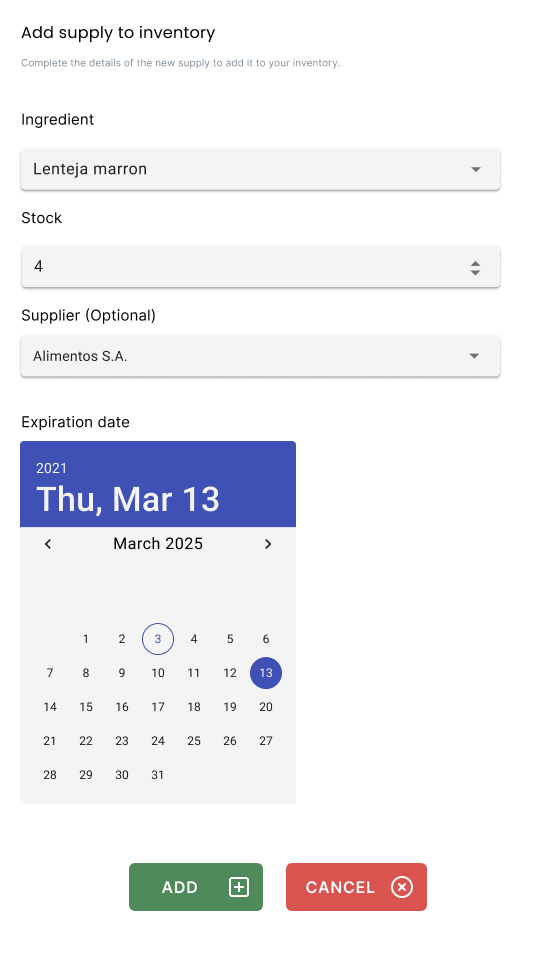 Add supply to inventory
Complete the details of the new supply to add it to your inventory.
Ingredient
Lenteja marron
Stock
4
Supplier (Optional)
Alimentos S.A.
Expiration date
2021
Thu, Mar 13
March 2025
1 2 3 4 5 6
7 8 9 10 11 12 13
14 15 16 17 18 19 20
21 22 23 24 25 26 27
28 29 30 31
ADD CANCEL